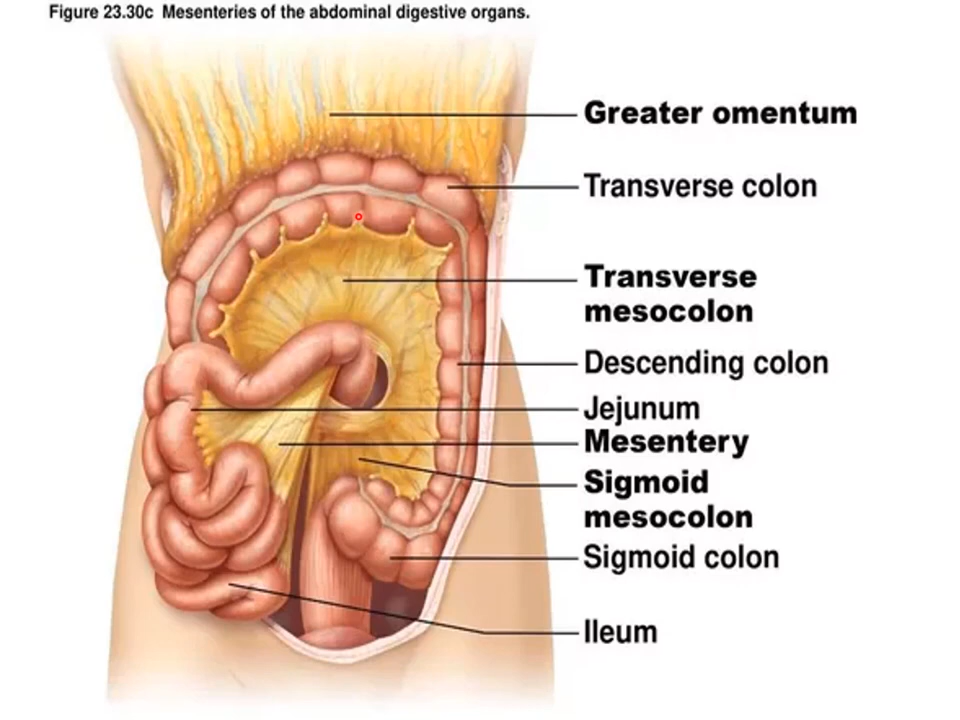 Figure 23.30c  Mesenteries of the abdominal digestive organs.
Greater omentum
Transverse colon
Transverse
mesocolon
Descending colon
Jejunum
Mesentery
Sigmoid
mesocolon
Sigmoid colon
Ileum